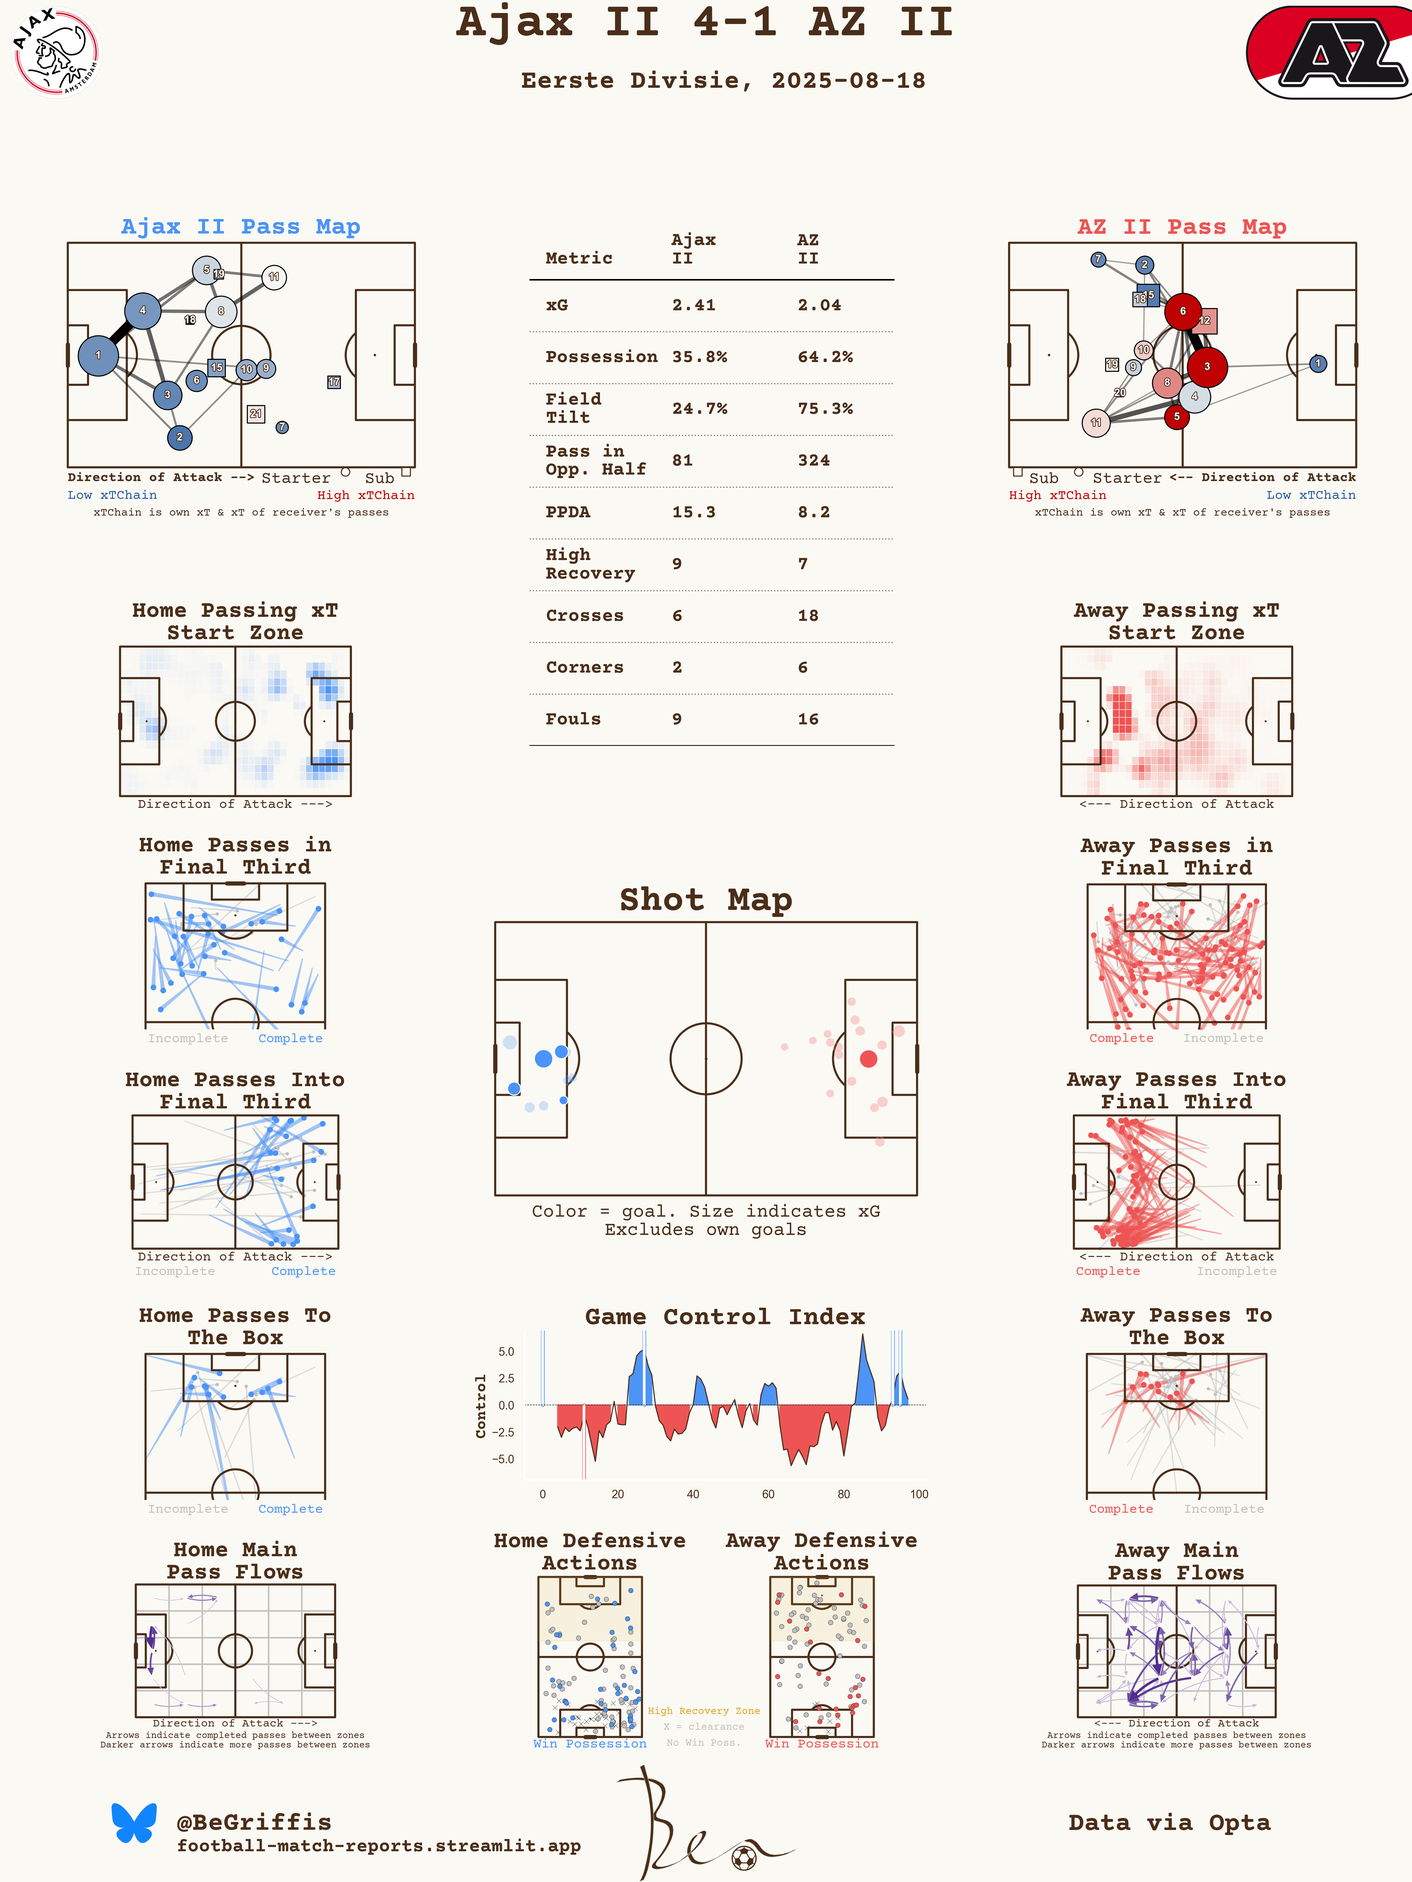 Ajax II 4-1 AZ II
Eerste Divisie, 2025-08-18
AJAX
AMSTERDAM
AZ
Ajax II Pass Map
5
19
11
4
8
18
1
15
10
9
6
3
17
21
7
2
Direction of Attack --> Starter Sub
Low xTChain High xTChain
xTChain is own xT & xT of receiver's passes
Metric Ajax II AZ II
xG 2.41 2.04
Possession 35.8% 64.2%
Field Tilt 24.7% 75.3%
Pass in Opp. Half 81 324
PPDA 15.3 8.2
High Recovery 9 7
Crosses 6 18
Corners 2 6
Fouls 9 16
AZ II Pass Map
7
2
15
18
6
12
10
19
9
3
1
8
20
4
5
11
Sub Starter <-- Direction of Attack
High xTChain Low xTChain
xTChain is own xT & xT of receiver's passes
Home Passing xT
Start Zone
Direction of Attack --->
Away Passing xT
Start Zone
<--- Direction of Attack
Home Passes in
Final Third
Incomplete Complete
Away Passes in
Final Third
Complete Incomplete
Shot Map
Color = goal. Size indicates xG
Excludes own goals
Home Passes Into
Final Third
Direction of Attack --->
Incomplete Complete
Away Passes Into
Final Third
<--- Direction of Attack
Complete Incomplete
Home Passes To
The Box
Incomplete Complete
Game Control Index
Control
5.0
2.5
0.0
−2.5
−5.0
0 20 40 60 80 100
Away Passes To
The Box
Complete Incomplete
Home Main
Pass Flows
Direction of Attack --->
Arrows indicate completed passes between zones
Darker arrows indicate more passes between zones
Home Defensive
Actions
Win Possession
High Recovery Zone
X = clearance
No Win Poss.
Away Defensive
Actions
Win Possession
Away Main
Pass Flows
<--- Direction of Attack
Arrows indicate completed passes between zones
Darker arrows indicate more passes between zones
@BeGriffis
football-match-reports.streamlit.app
Ben
Data via Opta